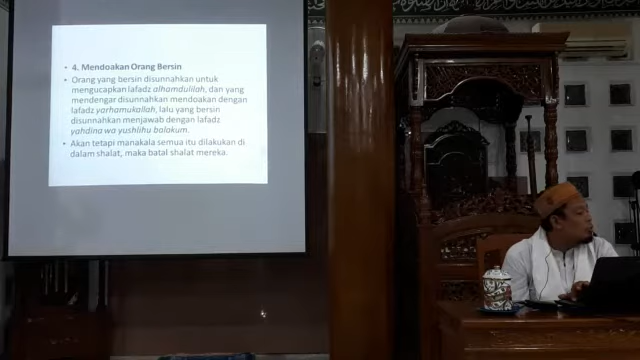 4. Mendoakan Orang Bersin
Orang yang bersin disunnahkan untuk
mengucapkan lafadz alhamdulilah, dan yang
mendengar disunnahkan mendoakan dengan
lafadz yarhamukallah, lalu yang bersin
disunnahkan menjawab dengan lafadz
yahdina wa yushlihu balakum.
Akan tetapi manakala semua itu dilakukan di
dalam shalat, maka batal shalat mereka.